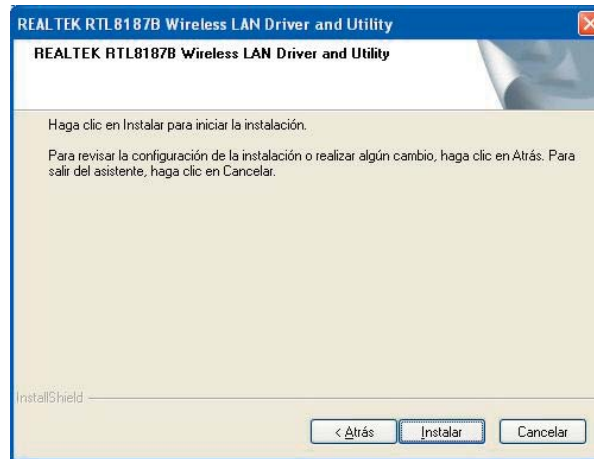 REALTEK RTL8187B Wireless LAN Driver and Utility
REALTEK RTL8187B Wireless LAN Driver and Utility
Haga clic en Instalar para iniciar la instalación.
Para revisar la configuración de la instalación o realizar algún cambio, haga clic en Atrás. Para
salir del asistente, haga clic en Cancelar.
InstallShield
< Atrás Instalar Cancelar